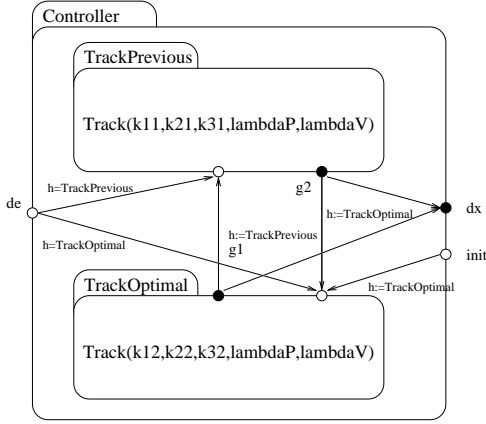 Controller
TrackPrevious
Track(k11,k21,k31,lambdaP,lambdaV)
h=TrackPrevious
g2
de
dx
h:=TrackOptimal
h:=TrackPrevious
h=TrackOptimal
g1
init
TrackOptimal
h:=TrackOptimal
Track(k12,k22,k32,lambdaP,lambdaV)